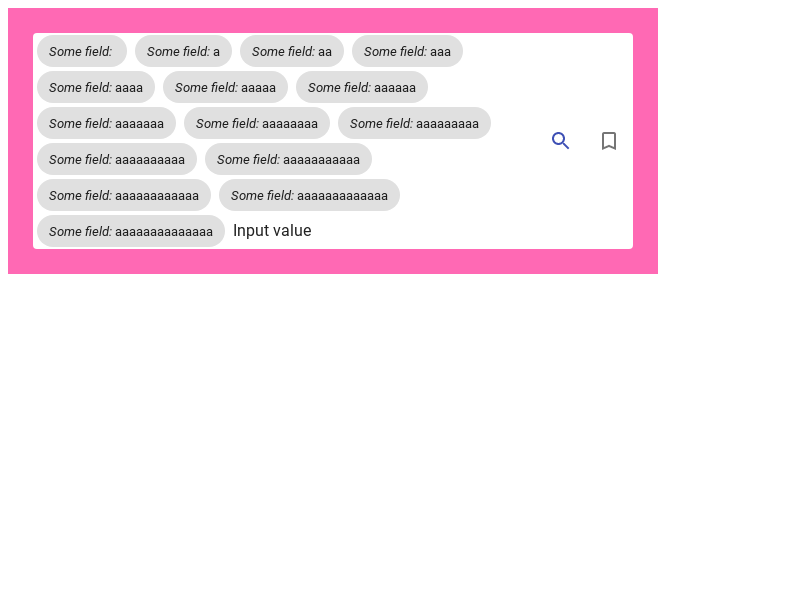 Some field: Some field: a Some field: aa Some field: aaa
Some field: aaaa Some field: aaaaa Some field: aaaaaa
Some field: aaaaaaa Some field: aaaaaaaa Some field: aaaaaaaaa
Some field: aaaaaaaaaa Some field: aaaaaaaaaaa
Some field: aaaaaaaaaaaa Some field: aaaaaaaaaaaaa
Some field: aaaaaaaaaaaaaa Input value